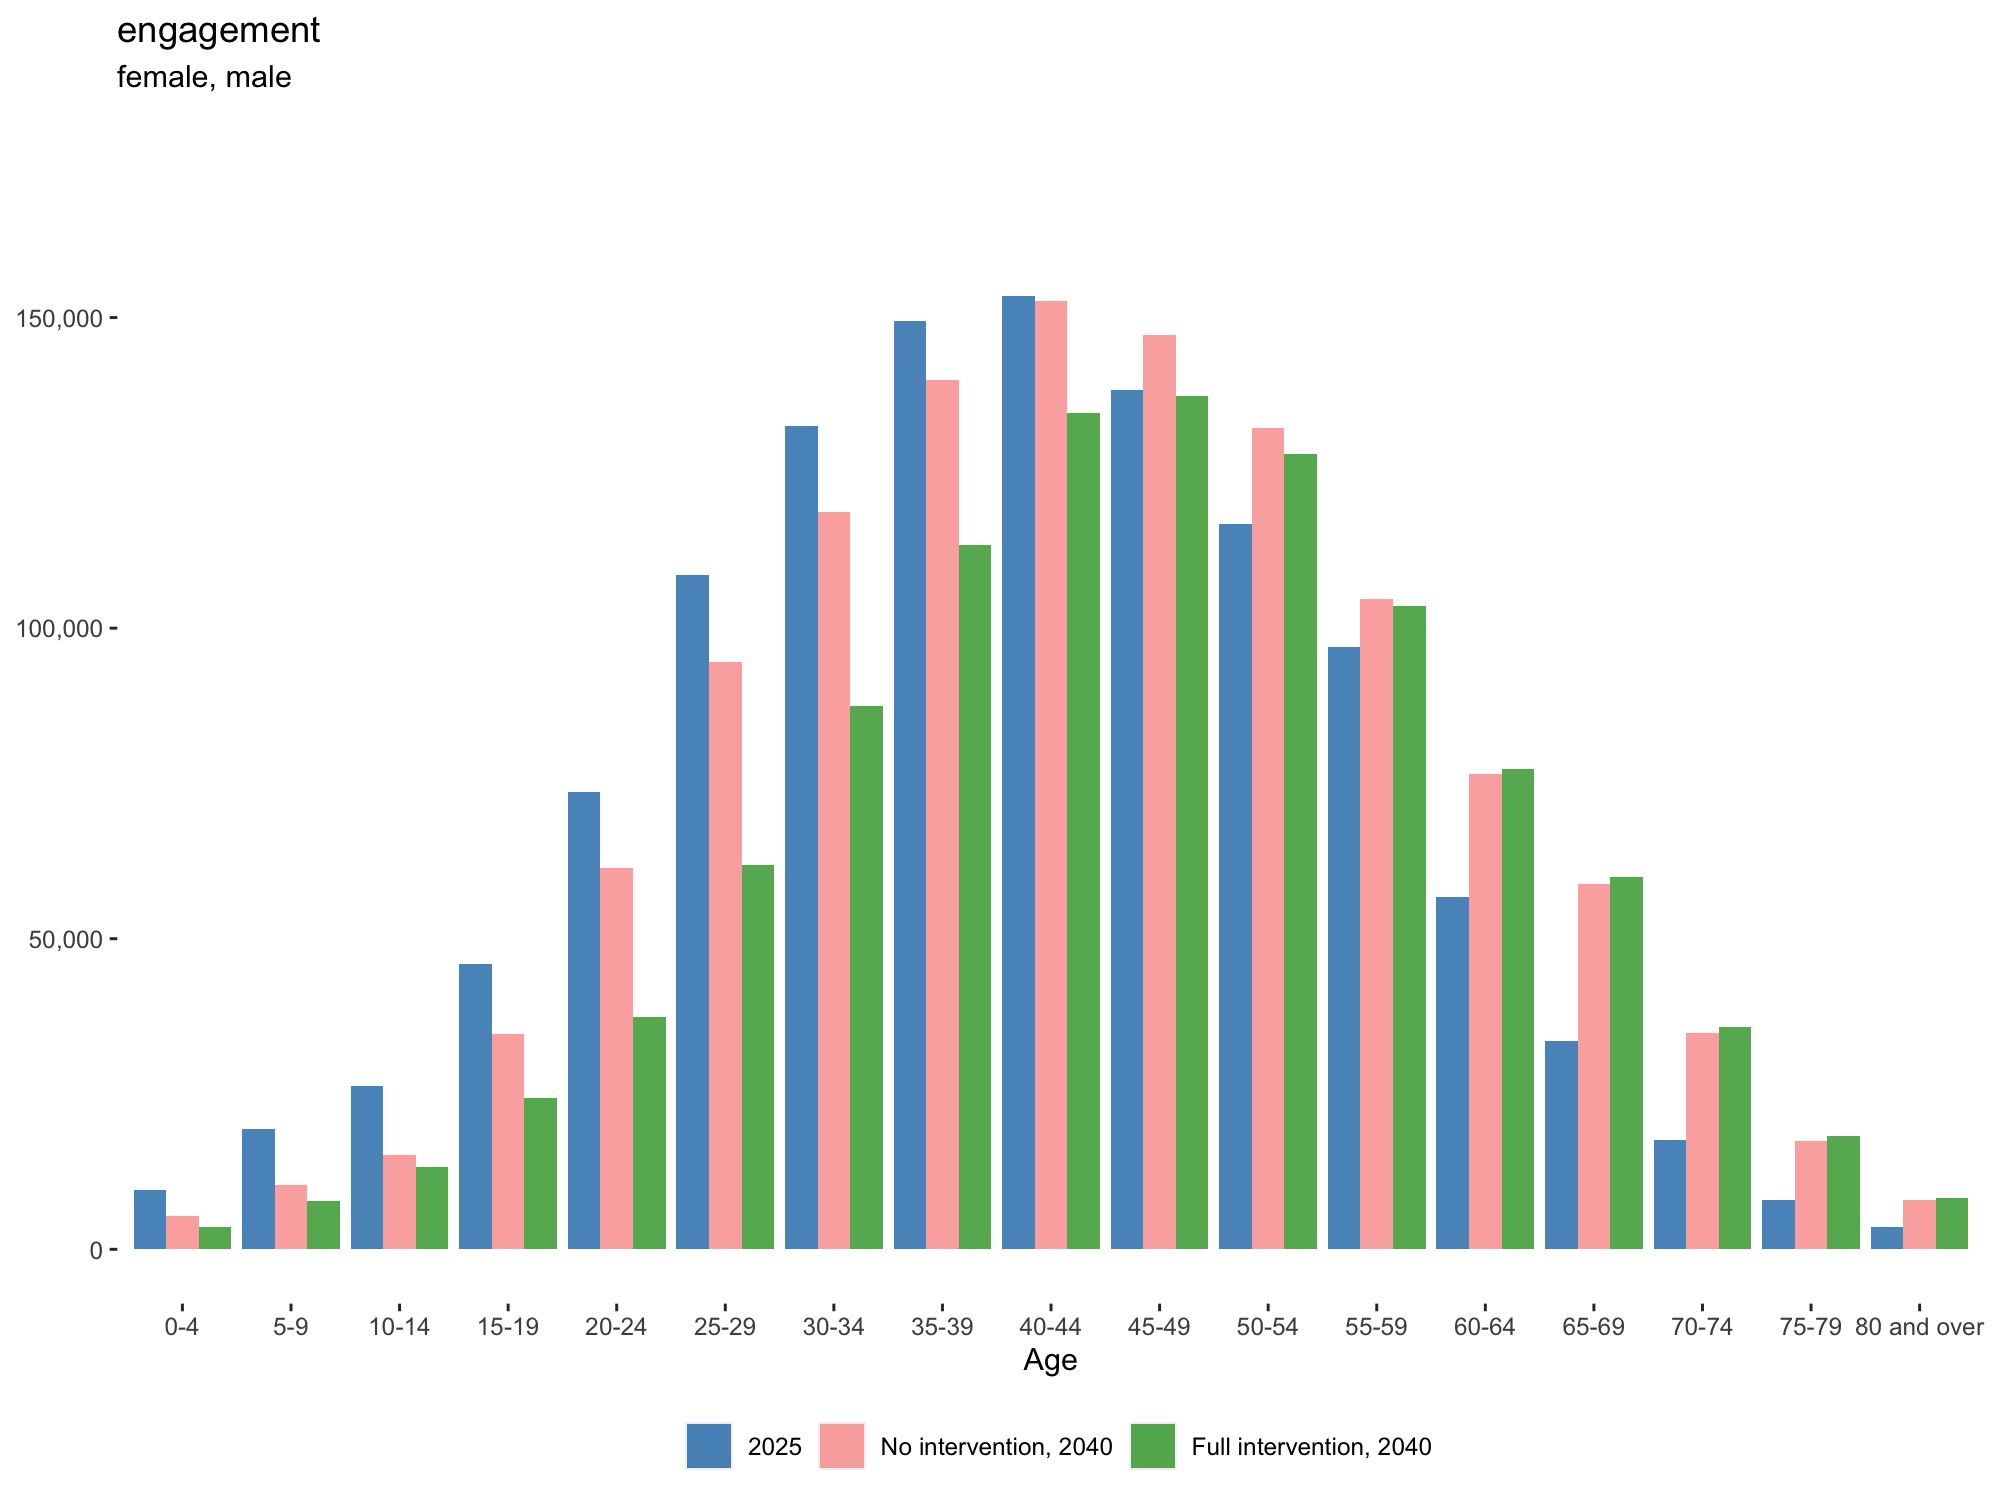 engagement
female, male
150,000
100,000
50,000
0
0-4 5-9 10-14 15-19 20-24 25-29 30-34 35-39 40-44 45-49 50-54 55-59 60-64 65-69 70-74 75-79 80 and over
Age
2025 No intervention, 2040 Full intervention, 2040